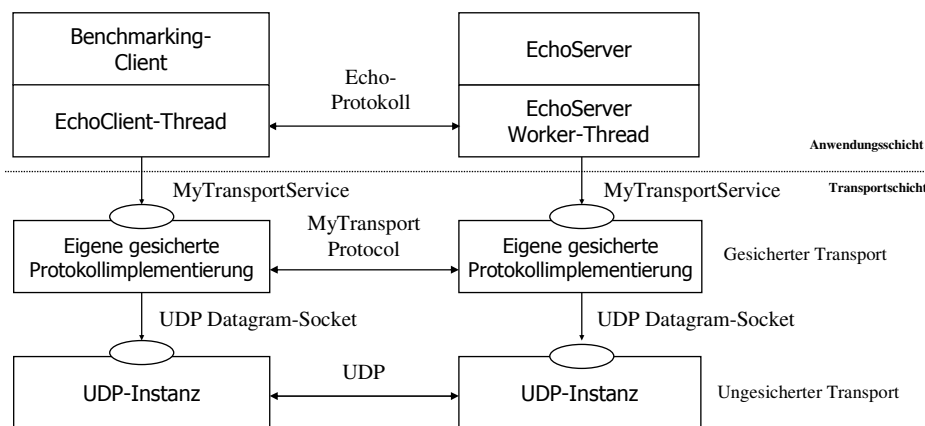 Benchmarking-
Client
EchoServer
Echo-
Protokoll
EchoClient-Thread
EchoServer
Worker-Thread
Anwendungsschicht
MyTransportService
MyTransportService
Transportschicht
Eigene gesicherte
Protokollimplementierung
MyTransport
Protocol
Eigene gesicherte
Protokollimplementierung
Gesicherter Transport
UDP Datagram-Socket
UDP Datagram-Socket
UDP-Instanz
UDP
UDP-Instanz
Ungesicherter Transport